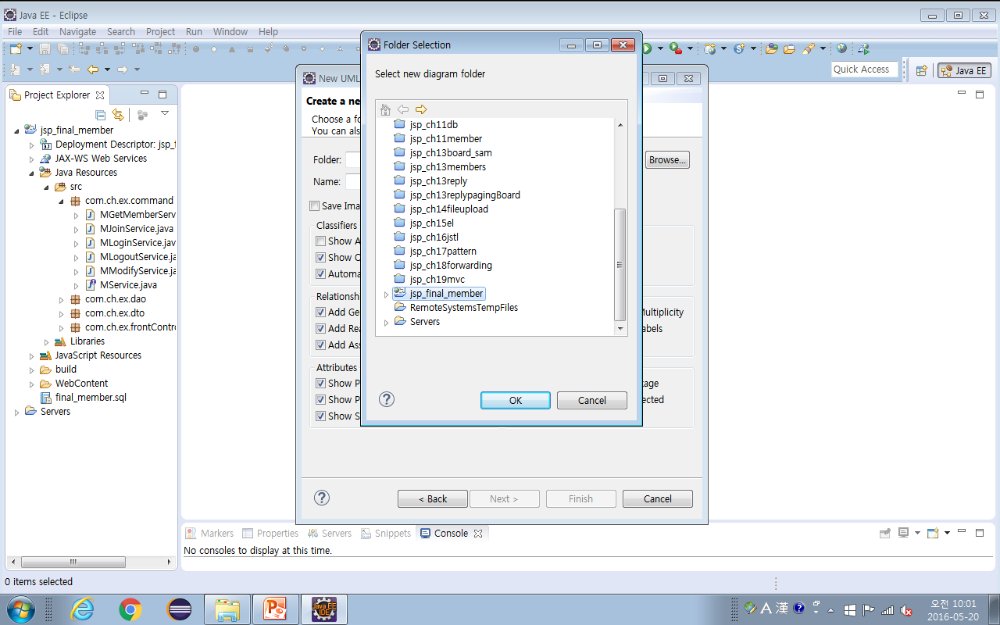 Java EE - Eclipse
File Edit Navigate Search Project Run Window Help
Quick Access
Java EE
Project Explorer
jsp_final_member
Deployment Descriptor: jsp_f
JAX-WS Web Services
Java Resources
src
com.ch.ex.command
MGetMemberServ
MJoinService.java
MLoginService.jav
MLogoutService.ja
MModifyService.ja
MService.java
com.ch.ex.dao
com.ch.ex.dto
com.ch.ex.frontContro
Libraries
JavaScript Resources
build
WebContent
final_member.sql
Servers
New UML
Create a ne
Choose a fo
You can als
Folder:
Browse...
Name:
Save Ima
Classifiers
Show A
Show C
Automa
Relationsh
Add Ge
Multiplicity
Add Rea
abels
Add Ass
Attributes
Show P
kage
Show P
ected
Show S
< Back
Next >
Finish
Cancel
Folder Selection
Select new diagram folder
jsp_ch11db
jsp_ch11member
jsp_ch13board_sam
jsp_ch13members
jsp_ch13reply
jsp_ch13replypagingBoard
jsp_ch14fileupload
jsp_ch15el
jsp_ch16jstl
jsp_ch17pattern
jsp_ch18forwarding
jsp_ch19mvc
jsp_final_member
RemoteSystemsTempFiles
Servers
OK
Cancel
Markers Properties Servers Snippets Console
No consoles to display at this time.
0 items selected
Java EE
IDE
A 漢
오전 10:01
2016-05-20